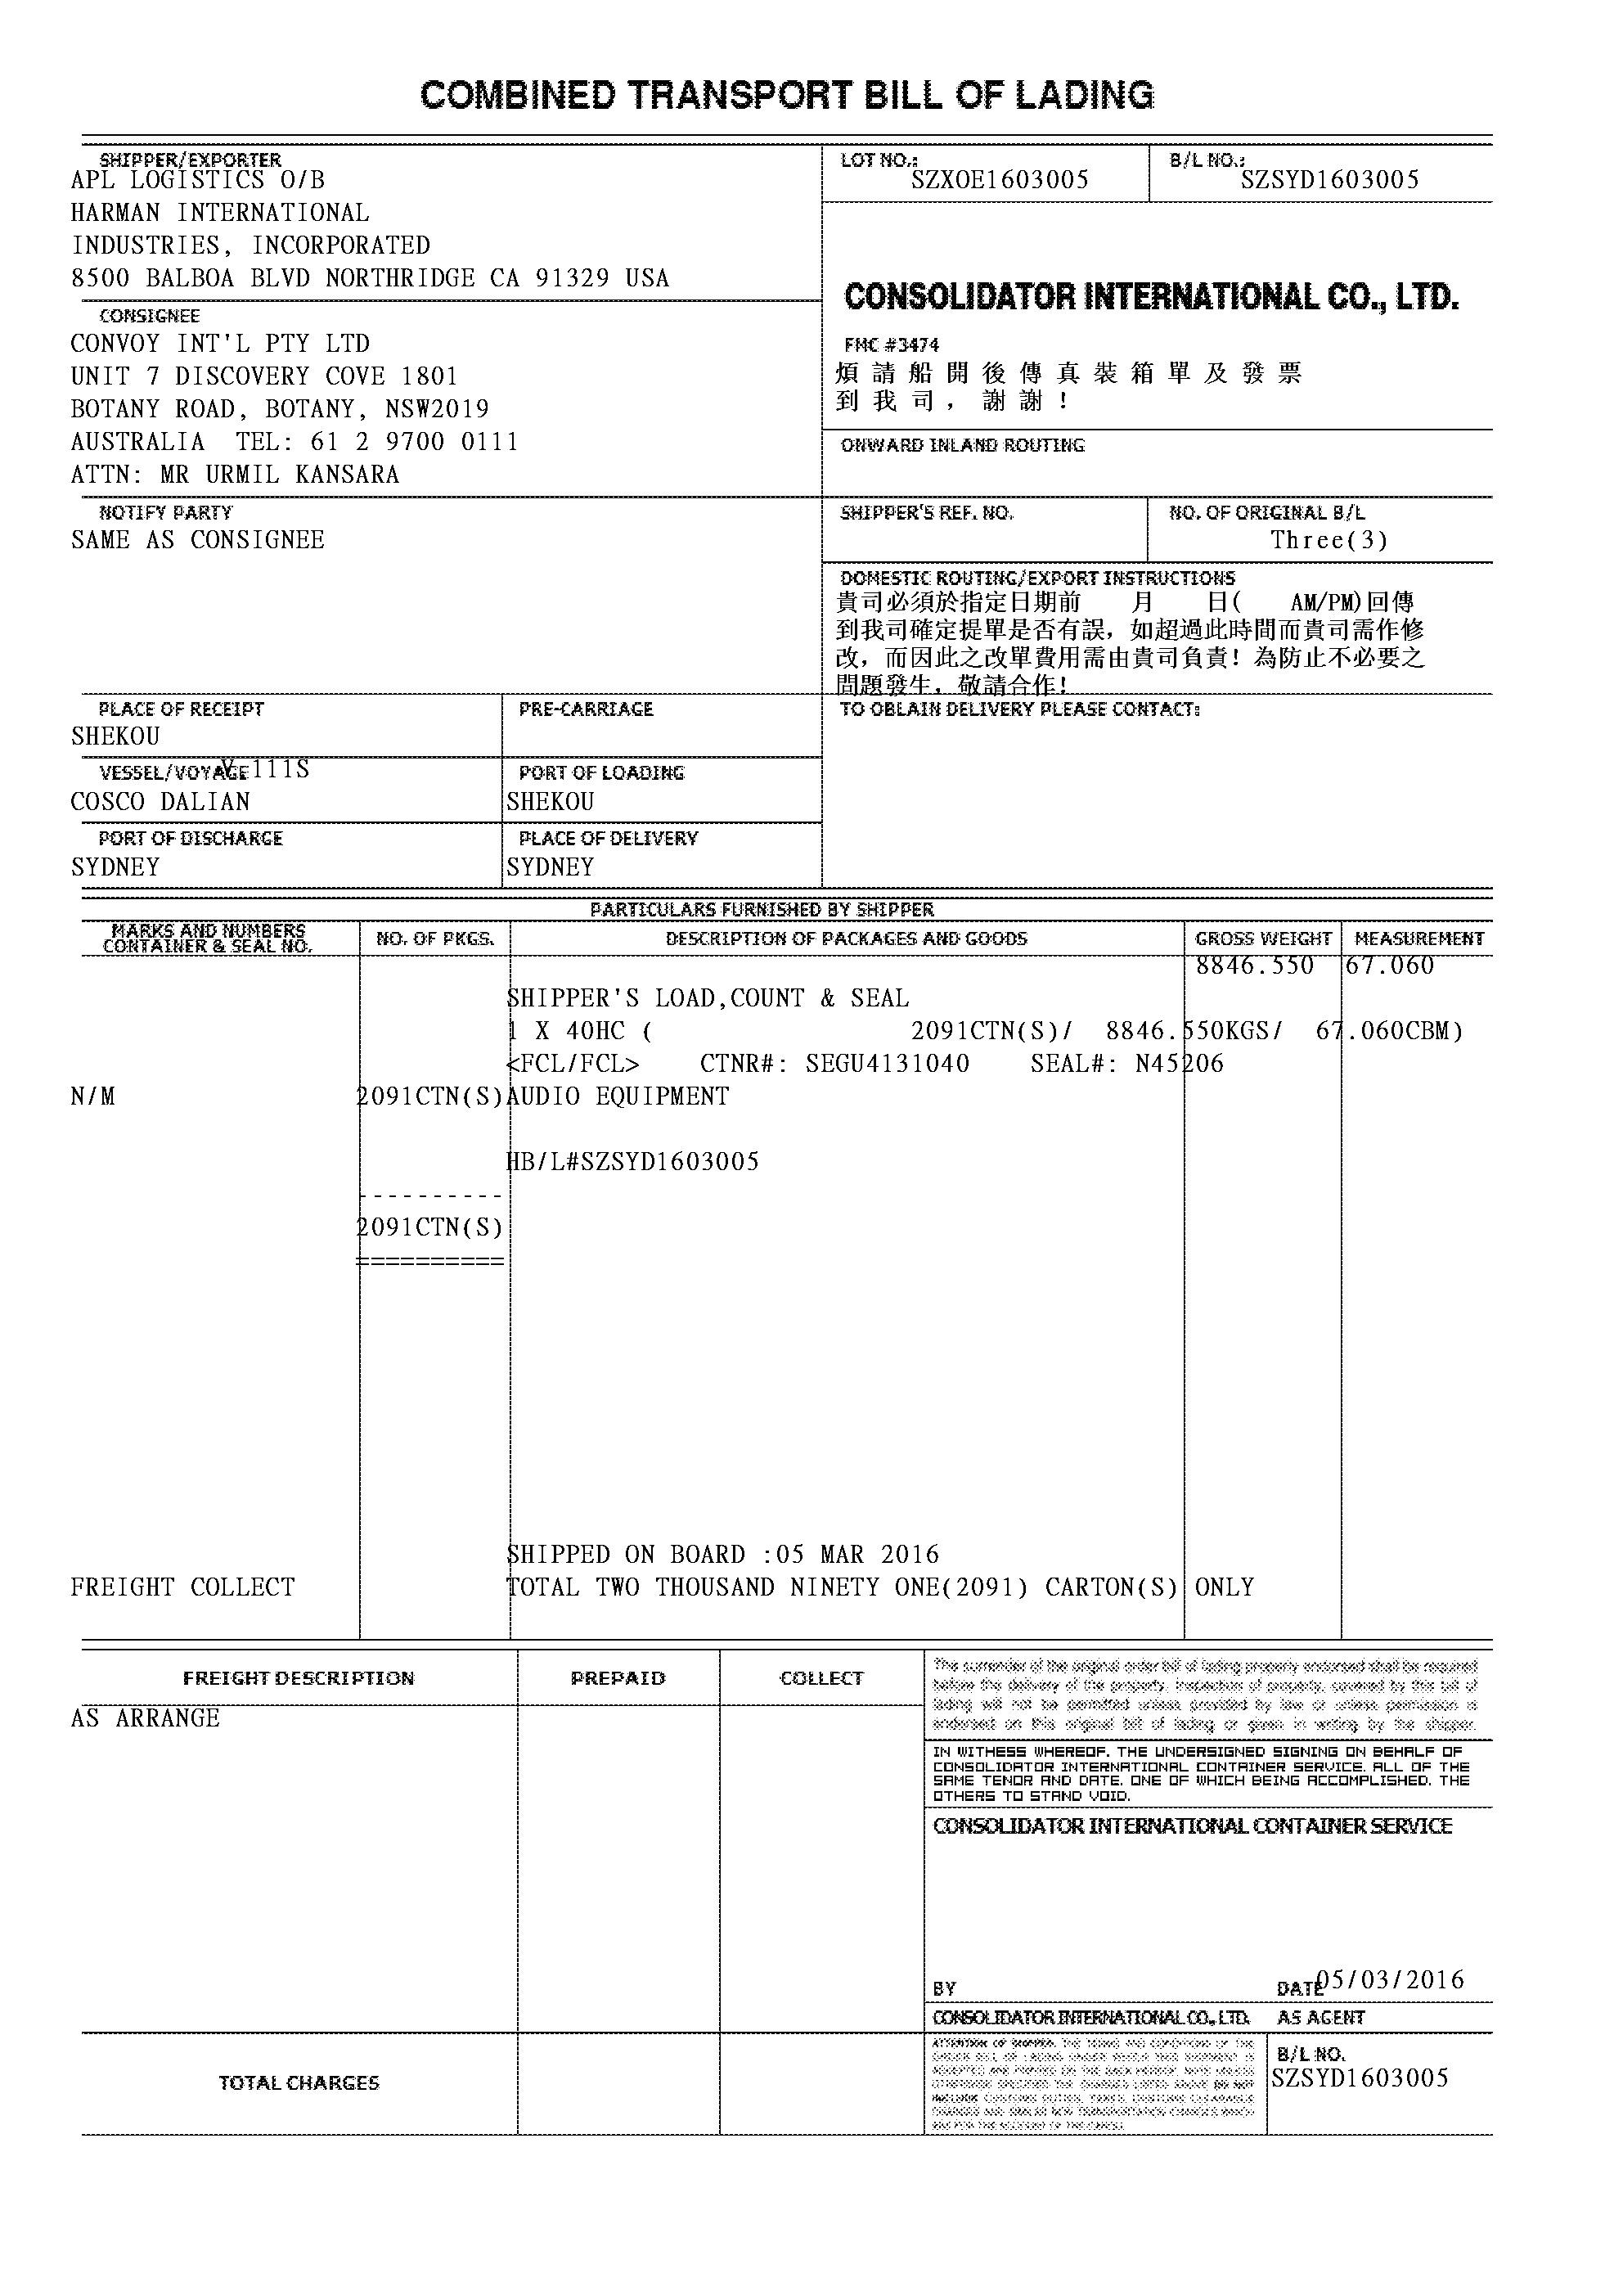 COMBINED TRANSPORT BILL OF LADING
SHIPPER/EXPORTER
APL LOGISTICS O/B
HARMAN INTERNATIONAL
INDUSTRIES, INCORPORATED
8500 BALBOA BLVD NORTHRIDGE CA 91329 USA
LOT NO.:
SZXOE1603005
B/L NO.:
SZSYD1603005
CONSOLIDATOR INTERNATIONAL CO., LTD.
FMC #3474
煩請船開後傳真裝箱單及發票
到我司，謝謝！
CONSIGNEE
CONVOY INT'L PTY LTD
UNIT 7 DISCOVERY COVE 1801
BOTANY ROAD, BOTANY, NSW2019
AUSTRALIA TEL: 61 2 9700 0111
ATTN: MR URMIL KANSARA
ONWARD INLAND ROUTING
NOTIFY PARTY
SAME AS CONSIGNEE
SHIPPER'S REF. NO.
NO. OF ORIGINAL B/L
Three(3)
DOMESTIC ROUTING/EXPORT INSTRUCTIONS
貴司必須於指定日期前 月 日( AM/PM)回傳
到我司確定提單是否有誤，如超過此時間而貴司需作修
改，而因此之改單費用需由貴司負責！為防止不必要之
問題發生，敬請合作！
PLACE OF RECEIPT
SHEKOU
PRE-CARRIAGE
TO OBLAIN DELIVERY PLEASE CONTACT:
VESSEL/VOYAGE V.111S
COSCO DALIAN
PORT OF LOADING
SHEKOU
PORT OF DISCHARGE
SYDNEY
PLACE OF DELIVERY
SYDNEY
PARTICULARS FURNISHED BY SHIPPER
MARKS AND NUMBERS
CONTAINER & SEAL NO.
NO. OF PKGS.
DESCRIPTION OF PACKAGES AND GOODS
GROSS WEIGHT
MEASUREMENT
8846.550 67.060
SHIPPER'S LOAD,COUNT & SEAL
1 X 40HC ( 2091CTN(S)/ 8846.550KGS/ 67.060CBM)
<FCL/FCL> CTNR#: SEGU4131040 SEAL#: N45206
N/M 2091CTN(S) AUDIO EQUIPMENT
HB/L#SZSYD1603005
----------
2091CTN(S)
==========
SHIPPED ON BOARD :05 MAR 2016
FREIGHT COLLECT TOTAL TWO THOUSAND NINETY ONE(2091) CARTON(S) ONLY
FREIGHT DESCRIPTION
PREPAID
COLLECT
AS ARRANGE
The surrender of the original order bill of lading properly endorsed shall be required
before the delivery of the property. Inspection of property, covered by this bill of
lading will not be permitted unless provided by law or unless permission is
endorsed on this original bill of lading or given in writing by the shipper.
IN WITHESS WHEREOF, THE UNDERSIGNED SIGNING ON BEHALF OF
CONSOLIDATOR INTERNATIONAL CONTAINER SERVICE. ALL OF THE
SAME TENOR AND DATE, ONE OF WHICH BEING ACCOMPLISHED, THE
OTHERS TO STAND VOID.
CONSOLIDATOR INTERNATIONAL CONTAINER SERVICE
BY
DATE 05/03/2016
CONSOLIDATOR INTERNATIONAL CO., LTD. AS AGENT
TOTAL CHARGES
B/L NO.
SZSYD1603005